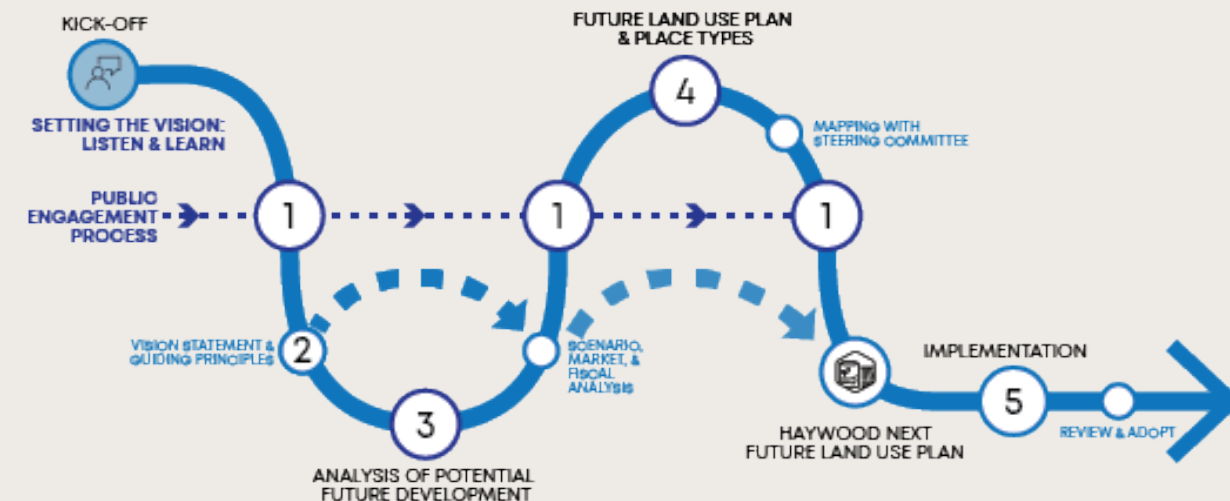 KICK-OFF
SETTING THE VISION:
LISTEN & LEARN
PUBLIC
ENGAGEMENT
PROCESS
1
VISION STATEMENT &
GUIDING PRINCIPLES
2
3
ANALYSIS OF POTENTIAL
FUTURE DEVELOPMENT
SCENARIO,
MARKET, &
FISCAL
ANALYSIS
1
FUTURE LAND USE PLAN
& PLACE TYPES
4
MAPPING WITH
STEERING COMMITTEE
1
HAYWOOD NEXT
FUTURE LAND USE PLAN
IMPLEMENTATION
5
REVIEW & ADOPT